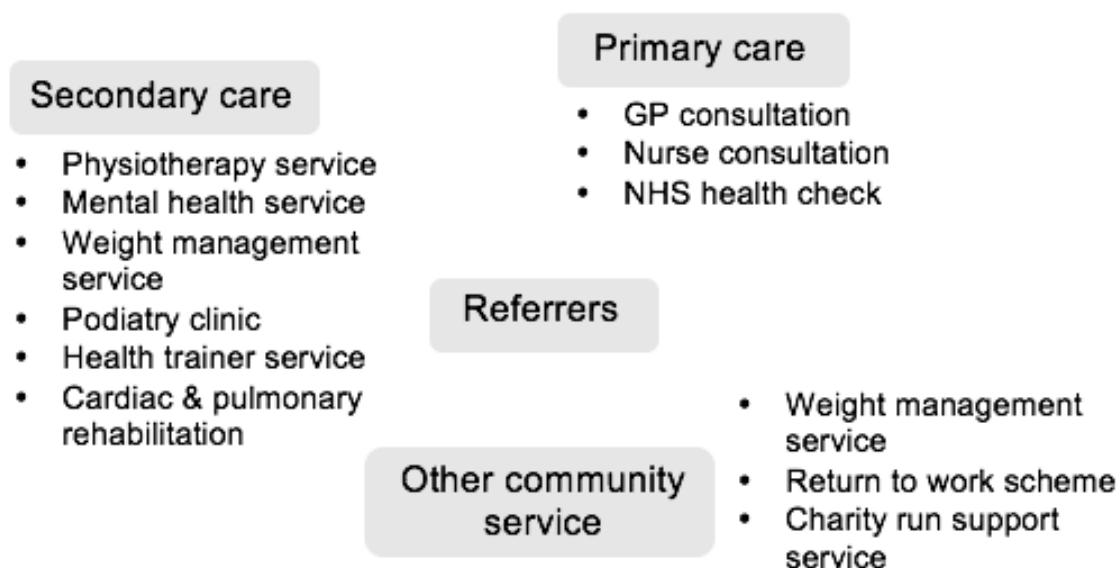 Primary care
• GP consultation
• Nurse consultation
• NHS health check
Secondary care
• Physiotherapy service
• Mental health service
• Weight management
service
• Podiatry clinic
• Health trainer service
• Cardiac & pulmonary
rehabilitation
Referrers
Other community
service
• Weight management
service
• Return to work scheme
• Charity run support
service